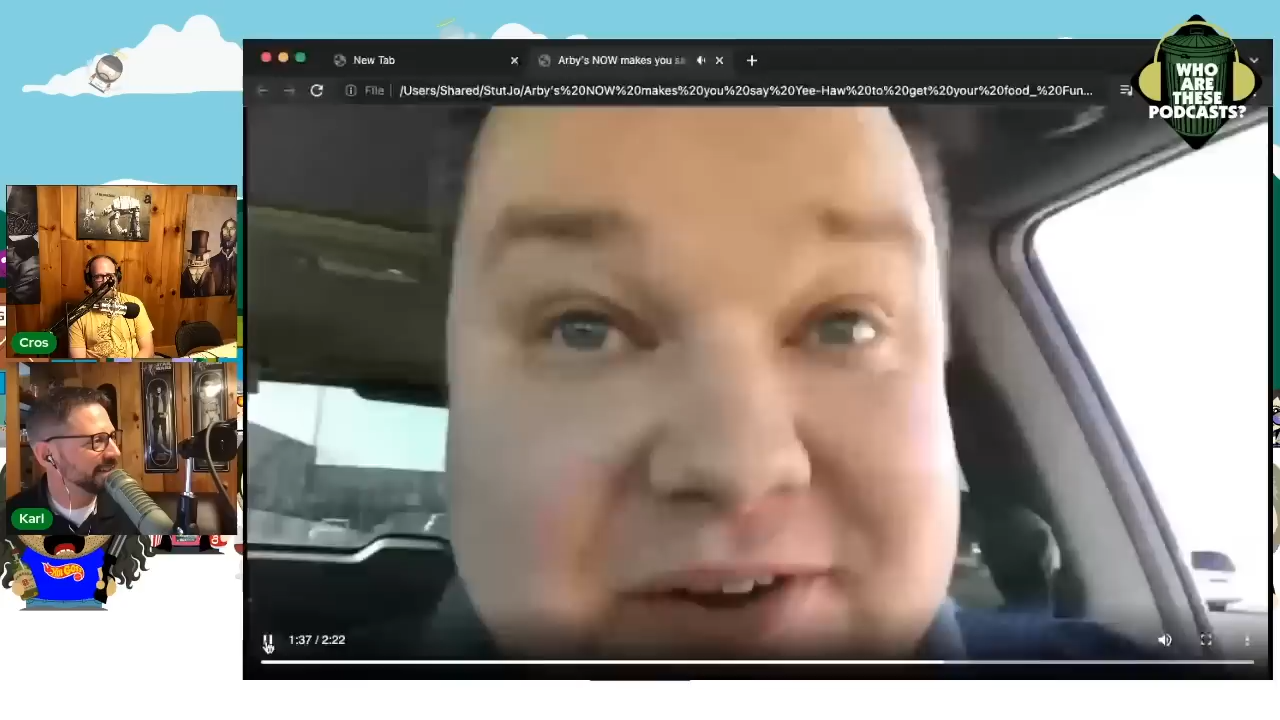 New Tab
Arby's NOW makes you sa
File
/Users/Shared/StutJo/Arby's%20NOW%20makes%20you%20say%20Yee-Haw%20to%20get%20your%20food_%20Fun...
WHO
ARE
THESE
PODCASTS?
Cros
Karl
1:37 / 2:22